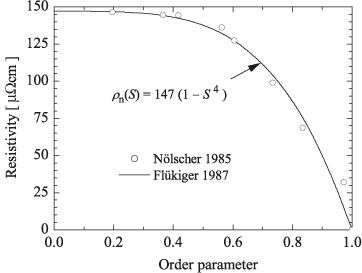 150
125
100
75
50
25
0
Resistivity [ μΩcm ]
ρn(S) = 147 (1 – S4 )
Nölscher 1985
Flükiger 1987
0.0 0.2 0.4 0.6 0.8 1.0
Order parameter